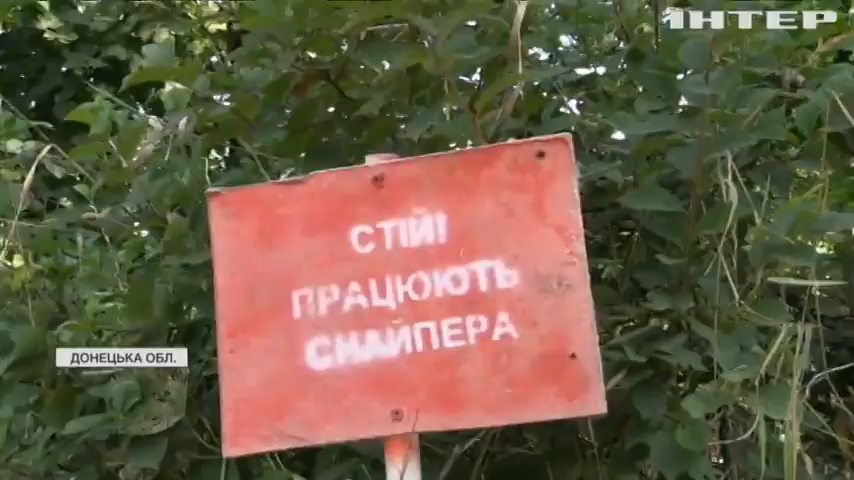 ІНТЕР
СТІЙ!
ПРАЦЮЮТЬ
СНАЙПЕРА
ДОНЕЦЬКА ОБЛ.